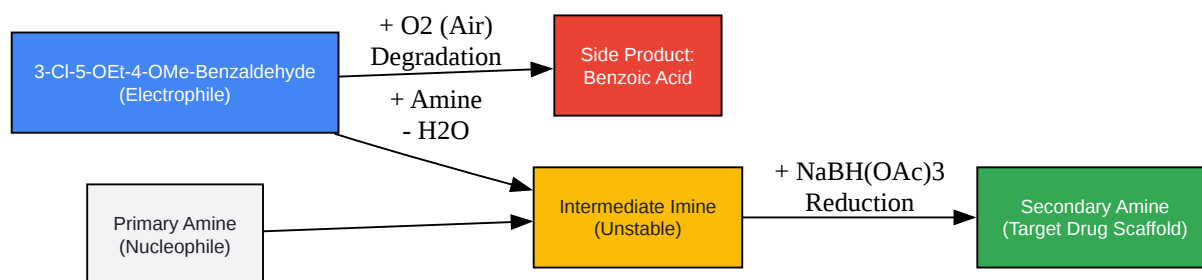 3-Cl-5-OEt-4-OMe-Benzaldehyde
(Electrophile)
+ O2 (Air)
Degradation
Side Product:
Benzoic Acid
+ Amine
- H2O
Primary Amine
(Nucleophile)
Intermediate Imine
(Unstable)
+ NaBH(OAc)3
Reduction
Secondary Amine
(Target Drug Scaffold)